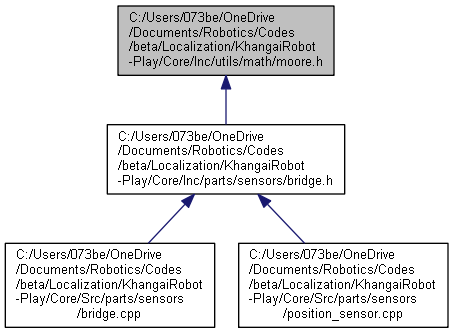 C:/Users/073be/OneDrive
/Documents/Robotics/Codes
/beta/Localization/KhangaiRobot
-Play/Core/Inc/utils/math/moore.h
C:/Users/073be/OneDrive
/Documents/Robotics/Codes
/beta/Localization/KhangaiRobot
-Play/Core/Inc/parts/sensors/bridge.h
C:/Users/073be/OneDrive
/Documents/Robotics/Codes
/beta/Localization/KhangaiRobot
-Play/Core/Src/parts/sensors
/bridge.cpp
C:/Users/073be/OneDrive
/Documents/Robotics/Codes
/beta/Localization/KhangaiRobot
-Play/Core/Src/parts/sensors
/position_sensor.cpp